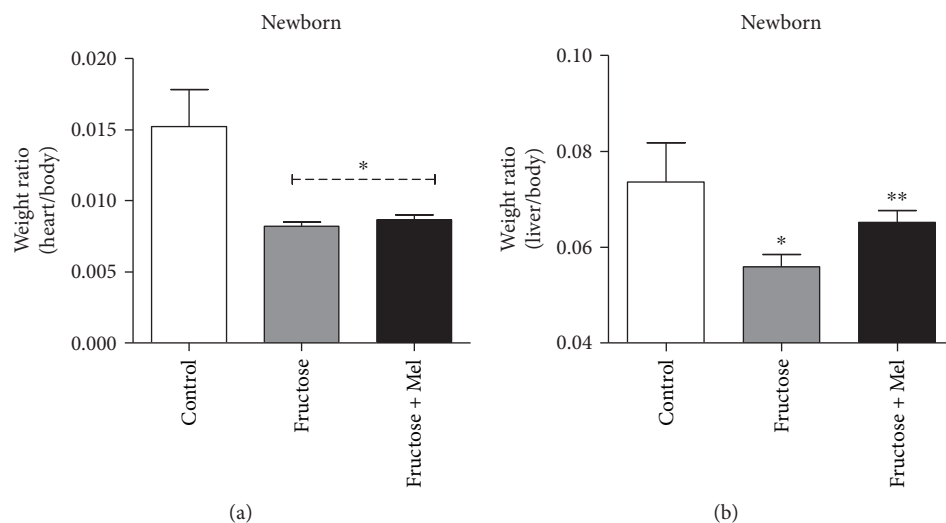 Newborn
0.020
0.015
0.010
0.005
0.000
Weight ratio
(heart/body)
*
Control
Fructose
Fructose + Mel
(a)
Newborn
0.10
0.08
0.06
0.04
Weight ratio
(liver/body)
*
**
Control
Fructose
Fructose + Mel
(b)